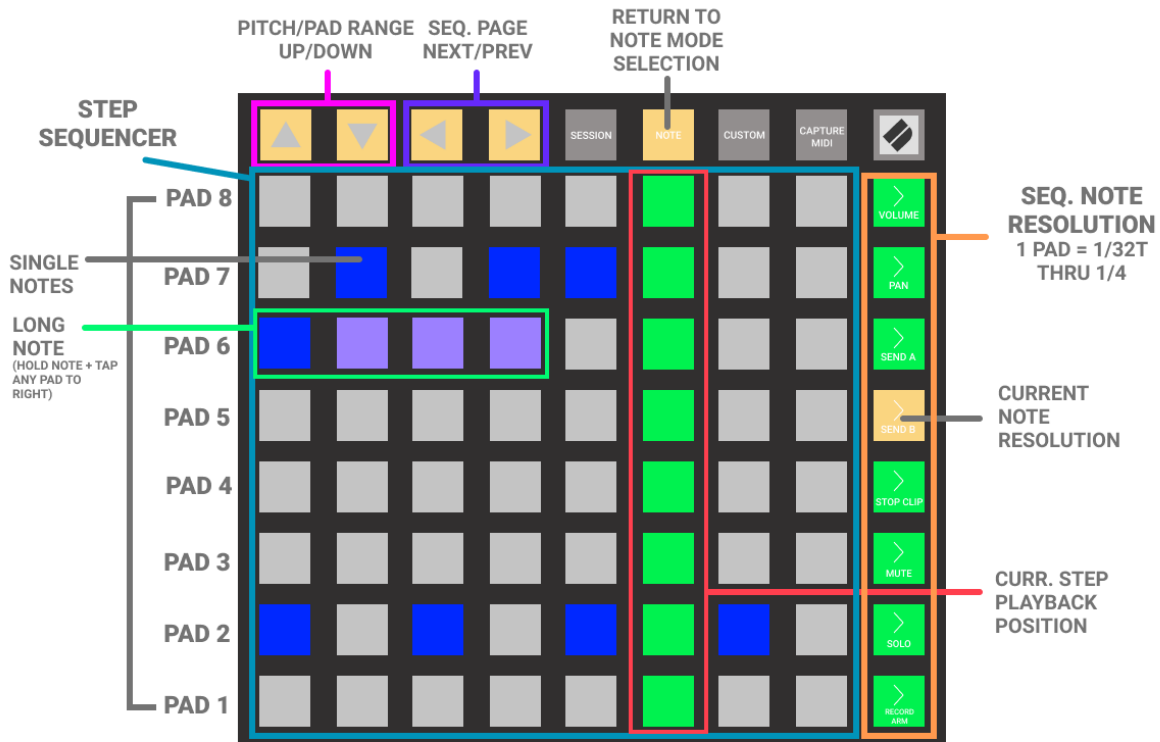 PITCH/PAD RANGE
UP/DOWN
SEQ. PAGE
NEXT/PREV
RETURN TO
NOTE MODE
SELECTION
STEP
SEQUENCER
SESSION
NOTE
CUSTOM
CAPTURE
MIDI
PAD 8
VOLUME
SEQ. NOTE
RESOLUTION
1 PAD = 1/32T
THRU 1/4
SINGLE
NOTES
PAD 7
PAN
LONG
NOTE
(HOLD NOTE + TAP
ANY PAD TO
RIGHT)
PAD 6
SEND A
PAD 5
SEND B
CURRENT
NOTE
RESOLUTION
PAD 4
STOP CLIP
PAD 3
MUTE
CURR. STEP
PLAYBACK
POSITION
PAD 2
SOLO
PAD 1
RECORD
ARM